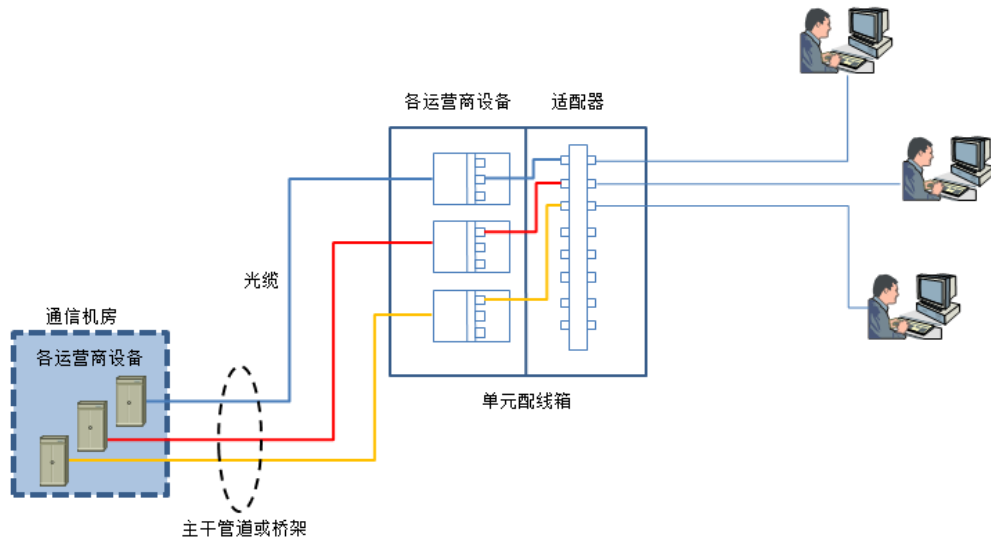 各运营商设备
适配器
光缆
通信机房
各运营商设备
单元配线箱
主干管道或桥架